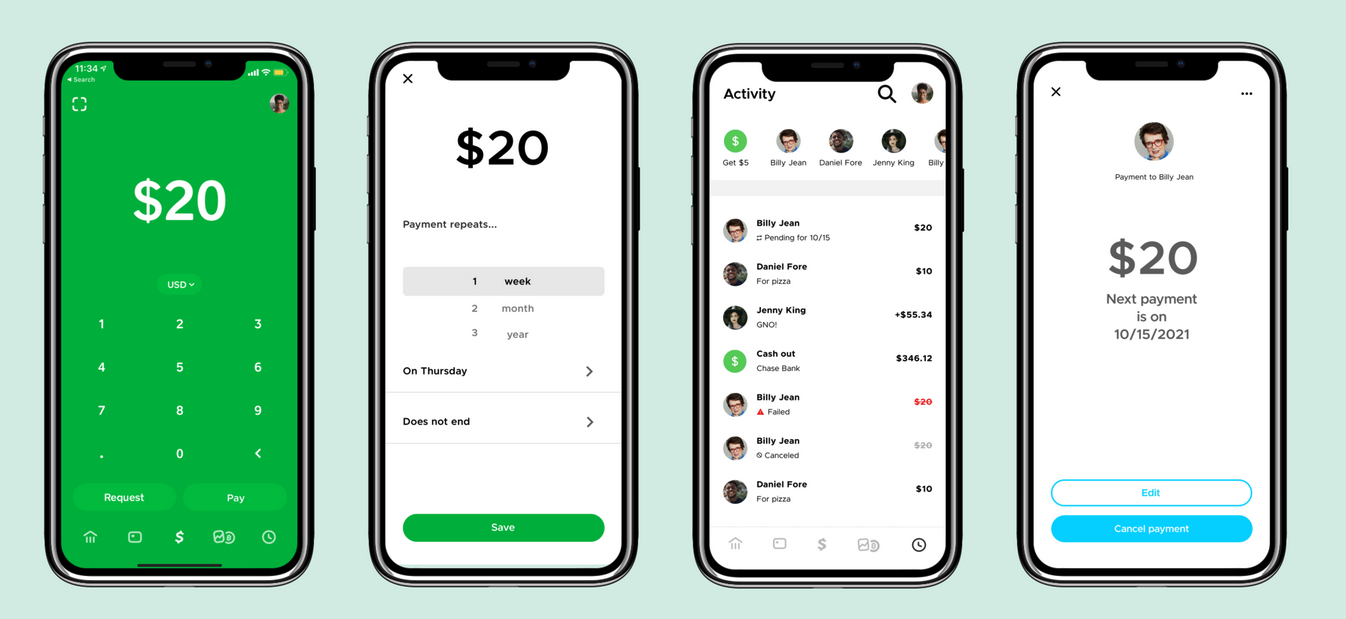 11:34
Search
$20
USD
1 2 3
4 5 6
7 8 9
. 0 <
Request Pay
$
$20
Payment repeats...
1 week
2 month
3 year
On Thursday
Does not end
Save
Activity
$
Get $5 Billy Jean Daniel Fore Jenny King Billy
Billy Jean
$20
Pending for 10/15
Daniel Fore
$10
For pizza
Jenny King
+$55.34
GNO!
Cash out
$346.12
$
Chase Bank
Billy Jean
$20
Failed
Billy Jean
$20
Canceled
Daniel Fore
$10
For pizza
$
Payment to Billy Jean
$20
Next payment
is on
10/15/2021
Edit
Cancel payment